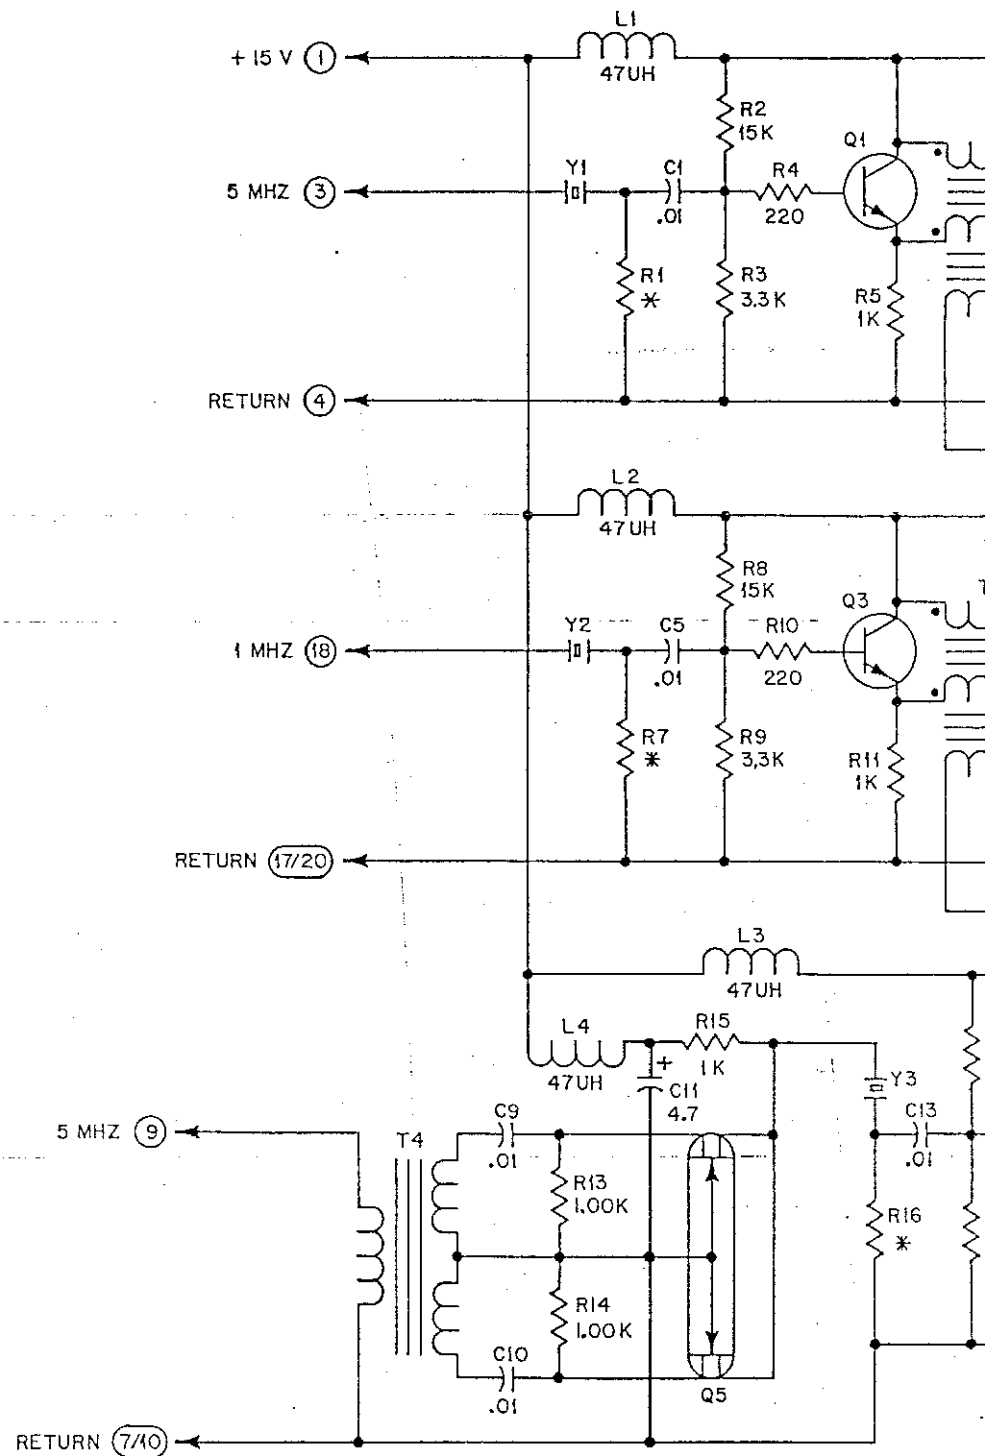 L1
+ 15 V 1
47UH
R2
15K
Q1
Y1
C1
R4
5 MHZ 3
.01
220
R1
*
R3
3.3K
R5
1K
RETURN 4
L2
47UH
R8
15K
Q3
T
Y2
C5
R10
1 MHZ 18
.01
220
R7
*
R9
3,3K
R11
1K
RETURN 17/20
L3
47UH
L4
R15
47UH
+
1K
C11
4.7
Y3
C9
C13
5 MHZ 9
T4
.01
.01
R13
1.00K
R16
*
R14
1.00K
C10
.01
Q5
RETURN 7/10